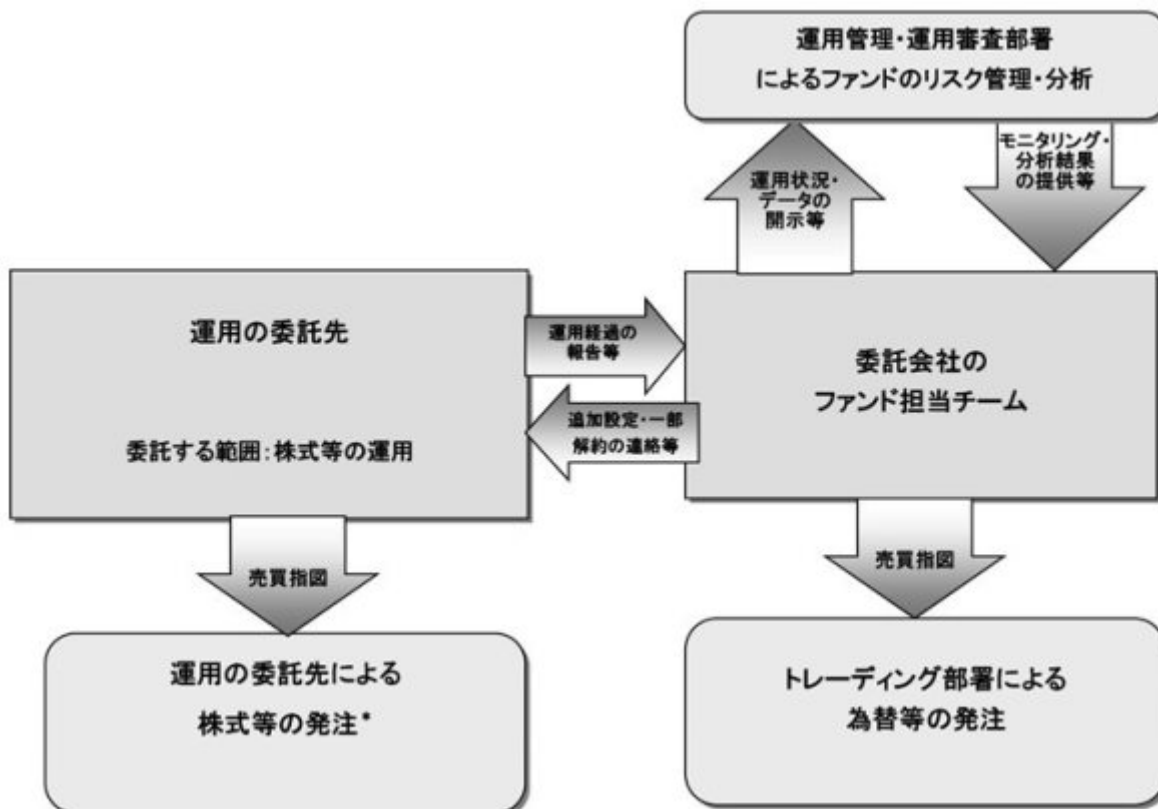 運用管理・運用審査部署
によるファンドのリスク管理・分析
運用状況・
データの
開示等
モニタリング・
分析結果
の提供等
運用の委託先
委託する範囲：株式等の運用
運用経過の
報告等
追加設定・一部
解約の連絡等
委託会社の
ファンド担当チーム
売買指図
売買指図
運用の委託先による
株式等の発注*
トレーディング部署による
為替等の発注